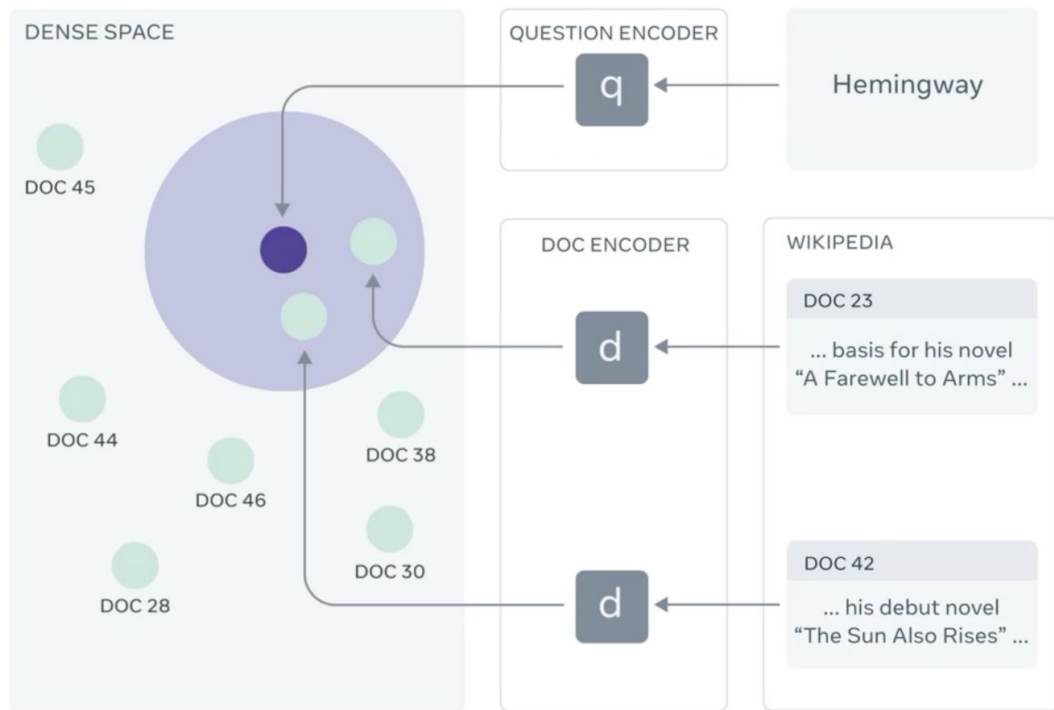 DENSE SPACE
QUESTION ENCODER
q
Hemingway
DOC 45
DOC ENCODER
WIKIPEDIA
DOC 23
d
... basis for his novel
“A Farewell to Arms” ...
DOC 44
DOC 38
DOC 46
DOC 30
DOC 28
d
DOC 42
... his debut novel
“The Sun Also Rises” ...